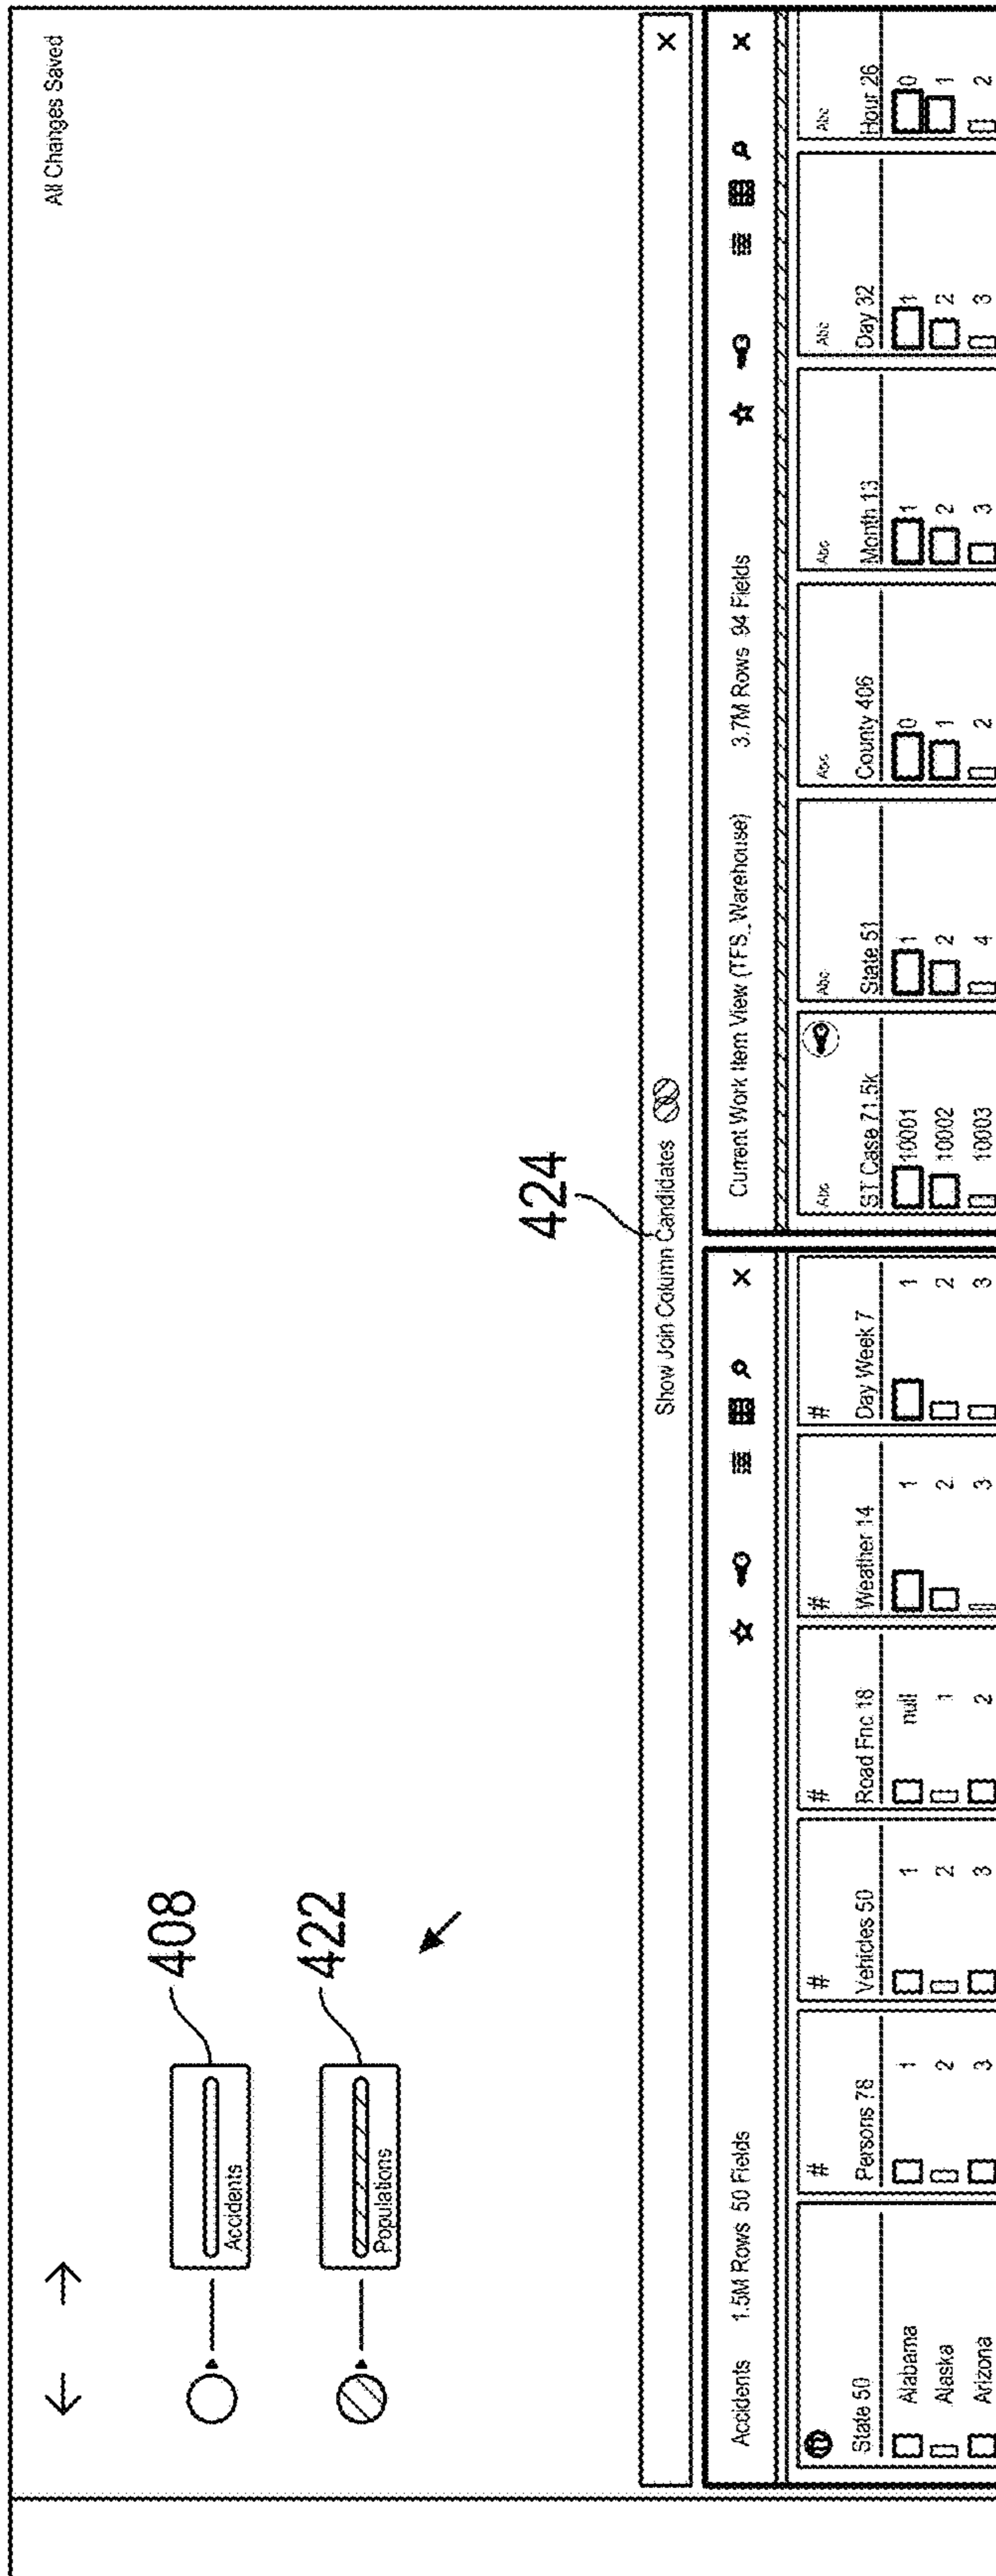 ← →
All Changes Saved
408
Accidents
422
Populations
424
Show Join Column Candidates
X
Accidents 1.5M Rows 50 Fields
X
Current Work Item View (TFS_Warehouse) 3.7M Rows 94 Fields
X
State 50
Alabama
Alaska
Arizona
#
Persons 78
1
2
3
#
Vehicles 50
1
2
3
#
Road Fnc 18
null
1
2
#
Weather 14
1
2
3
#
Day Week 7
1
2
3
Abc
ST Case 71.5k
10001
10002
10003
Abc
State 51
1
2
4
Abc
County 406
0
1
2
Abc
Month 13
1
2
3
Abc
Day 32
1
2
3
Abc
Hour 26
0
1
2